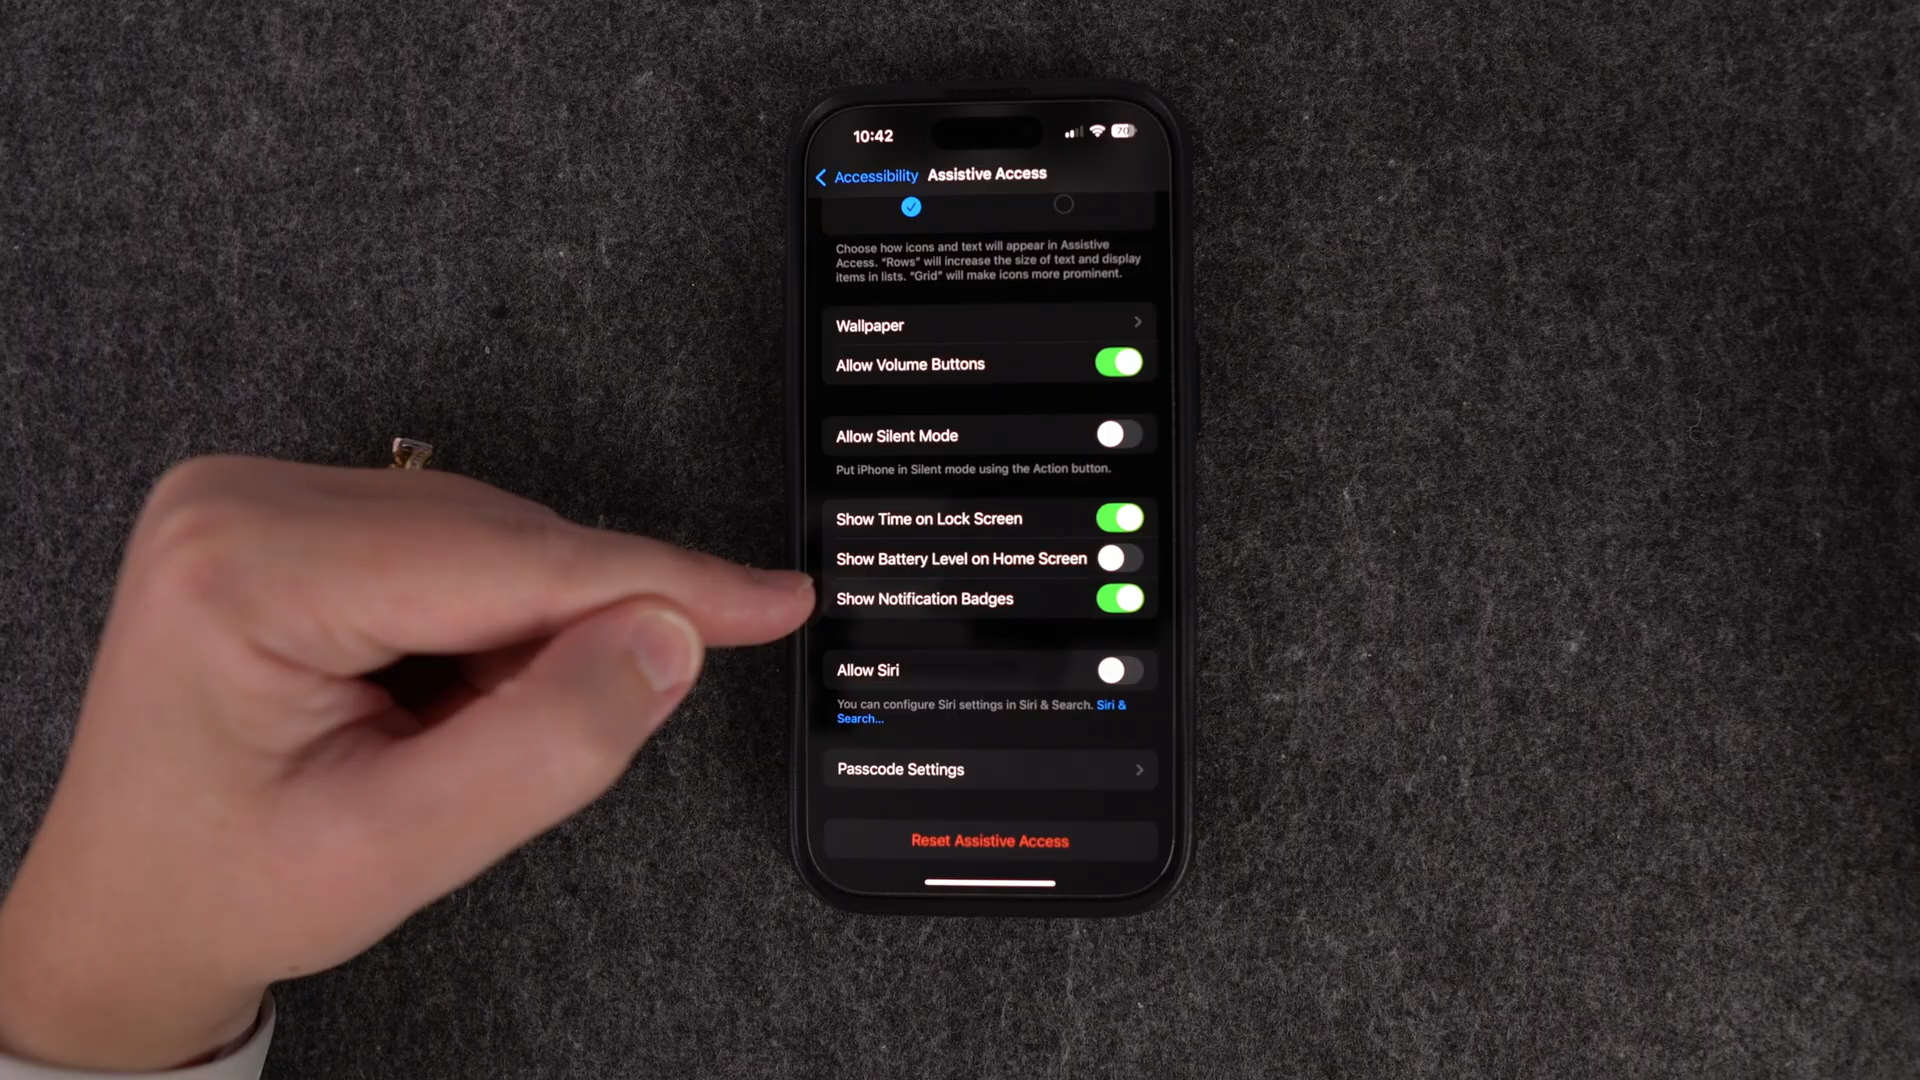 10:42
70
Accessibility
Assistive Access
Choose how icons and text will appear in Assistive
Access. "Rows" will increase the size of text and display
items in lists. "Grid" will make icons more prominent.
Wallpaper
Allow Volume Buttons
Allow Silent Mode
Put iPhone in Silent mode using the Action button.
Show Time on Lock Screen
Show Battery Level on Home Screen
Show Notification Badges
Allow Siri
You can configure Siri settings in Siri & Search. Siri &
Search...
Passcode Settings
Reset Assistive Access